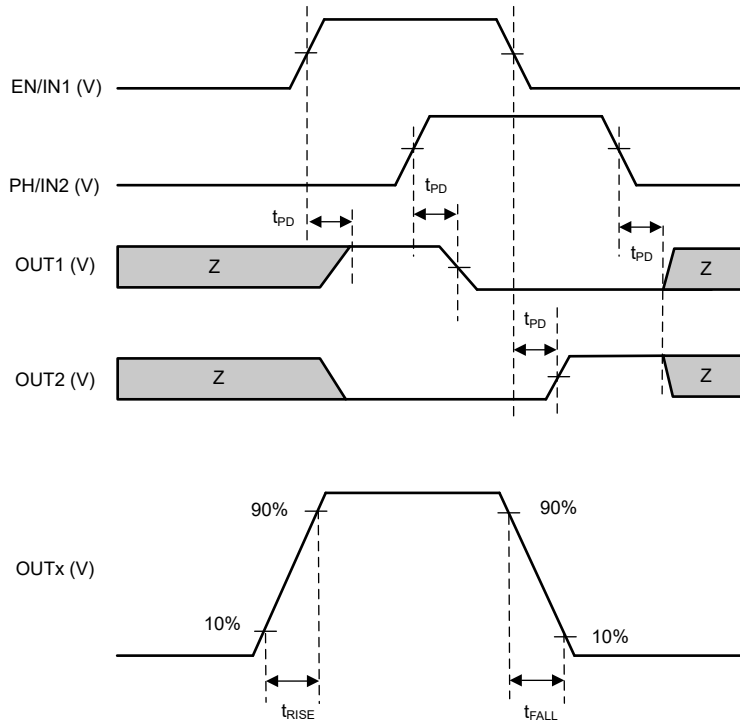 EN/IN1 (V)
PH/IN2 (V)
tPD
tPD
tPD
OUT1 (V)
Z
Z
tPD
OUT2 (V)
Z
Z
90%
90%
OUTx (V)
10%
10%
tRISE
tFALL